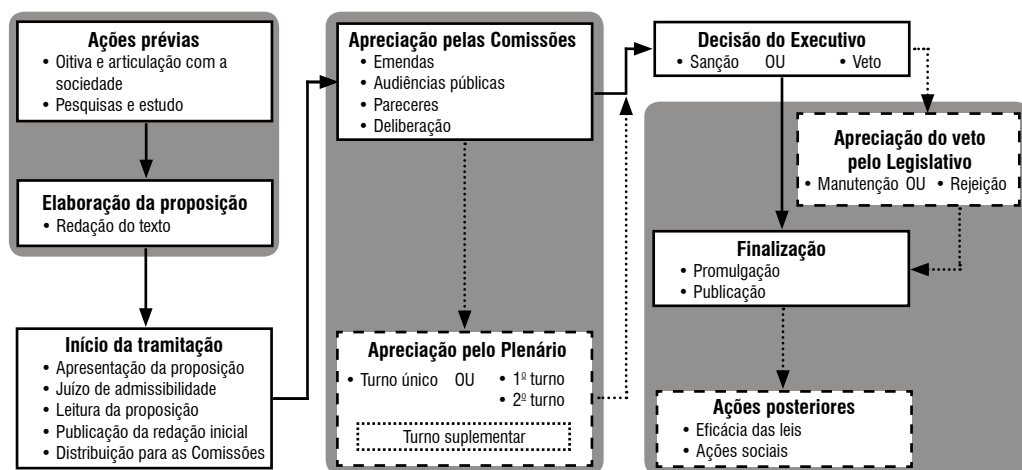 Ações prévias
• Oitiva e articulação com a
sociedade
• Pesquisas e estudo
Elaboração da proposição
• Redação do texto
Início da tramitação
• Apresentação da proposição
• Juízo de admissibilidade
• Leitura da proposição
• Publicação da redação inicial
• Distribuição para as Comissões
Apreciação pelas Comissões
• Emendas
• Audiências públicas
• Pareceres
• Deliberação
Apreciação pelo Plenário
• Turno único OU • 1º turno
• 2º turno
Turno suplementar
Decisão do Executivo
• Sanção OU • Veto
Apreciação do veto
pelo Legislativo
• Manutenção OU • Rejeição
Finalização
• Promulgação
• Publicação
Ações posteriores
• Eficácia das leis
• Ações sociais